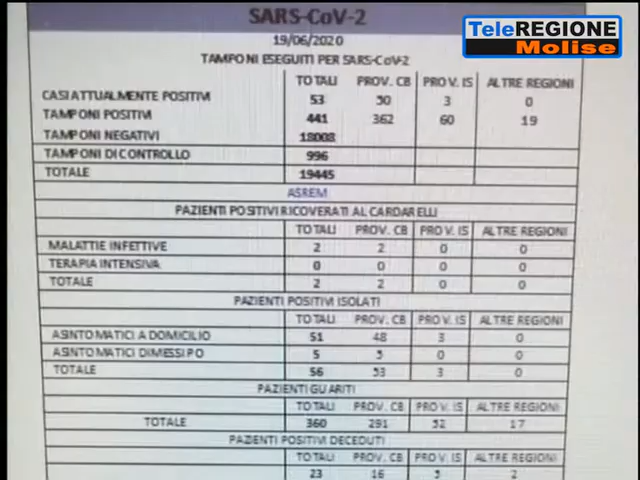 SARS-CoV-2
TeleREGIONE
Molise
19/06/2020
TAMPONI ESEGUITI PER SARS-CoV-2
TOTALI PROV. CB PROV. IS ALTRE REGIONI
CASI ATTUALMENTE POSITIVI 53 50 3 0
TAMPONI POSITIVI 441 362 60 19
TAMPONI NEGATIVI 18008
TAMPONI DI CONTROLLO 996
TOTALE 19445
ASREM
PAZIENTI POSITIVI RICOVERATI AL CARDARELLI
TOTALI PROV. CB PROV. IS ALTRE REGIONI
MALATTIE INFETTIVE 2 2 0 0
TERAPIA INTENSIVA 0 0 0 0
TOTALE 2 2 0 0
PAZIENTI POSITIVI ISOLATI
TOTALI PROV. CB PROV. IS ALTRE REGIONI
ASINTOMATICI A DOMICILIO 51 48 3 0
ASINTOMATICI DIMESSI PO 5 5 0 0
TOTALE 56 53 3 0
PAZIENTI GUARITI
TOTALI PROV. CB PROV. IS ALTRE REGIONI
TOTALE 360 291 52 17
PAZIENTI POSITIVI DECEDUTI
TOTALI PROV. CB PROV. IS ALTRE REGIONI
23 16 5 2